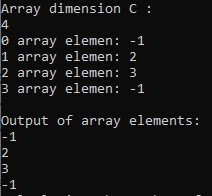 Array dimension C :
4
0 array elemen: -1
1 array elemen: 2
2 array elemen: 3
3 array elemen: -1
Output of array elements:
-1
2
3
-1